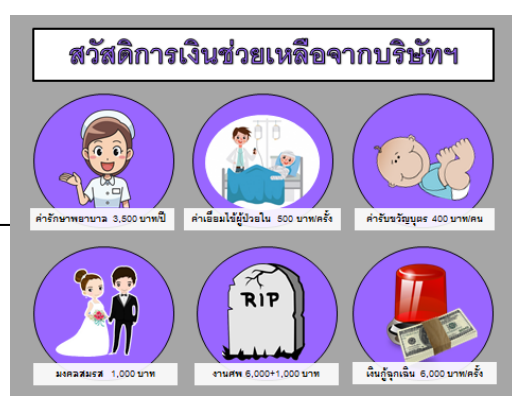 สวัสดิการเงินช่วยเหลือจากบริษัทฯ
ค่ารักษาพยาบาล 3,500 บาท/ปี
ค่าเยี่ยมไข้ผู้ป่วยใน 500 บาท/ครั้ง
ค่ารับขวัญบุตร 400 บาท/คน
RIP
มงคลสมรส 1,000 บาท
งานศพ 6,000+1,000 บาท
เงินกู้ฉุกเฉิน 6,000 บาท/ครั้ง